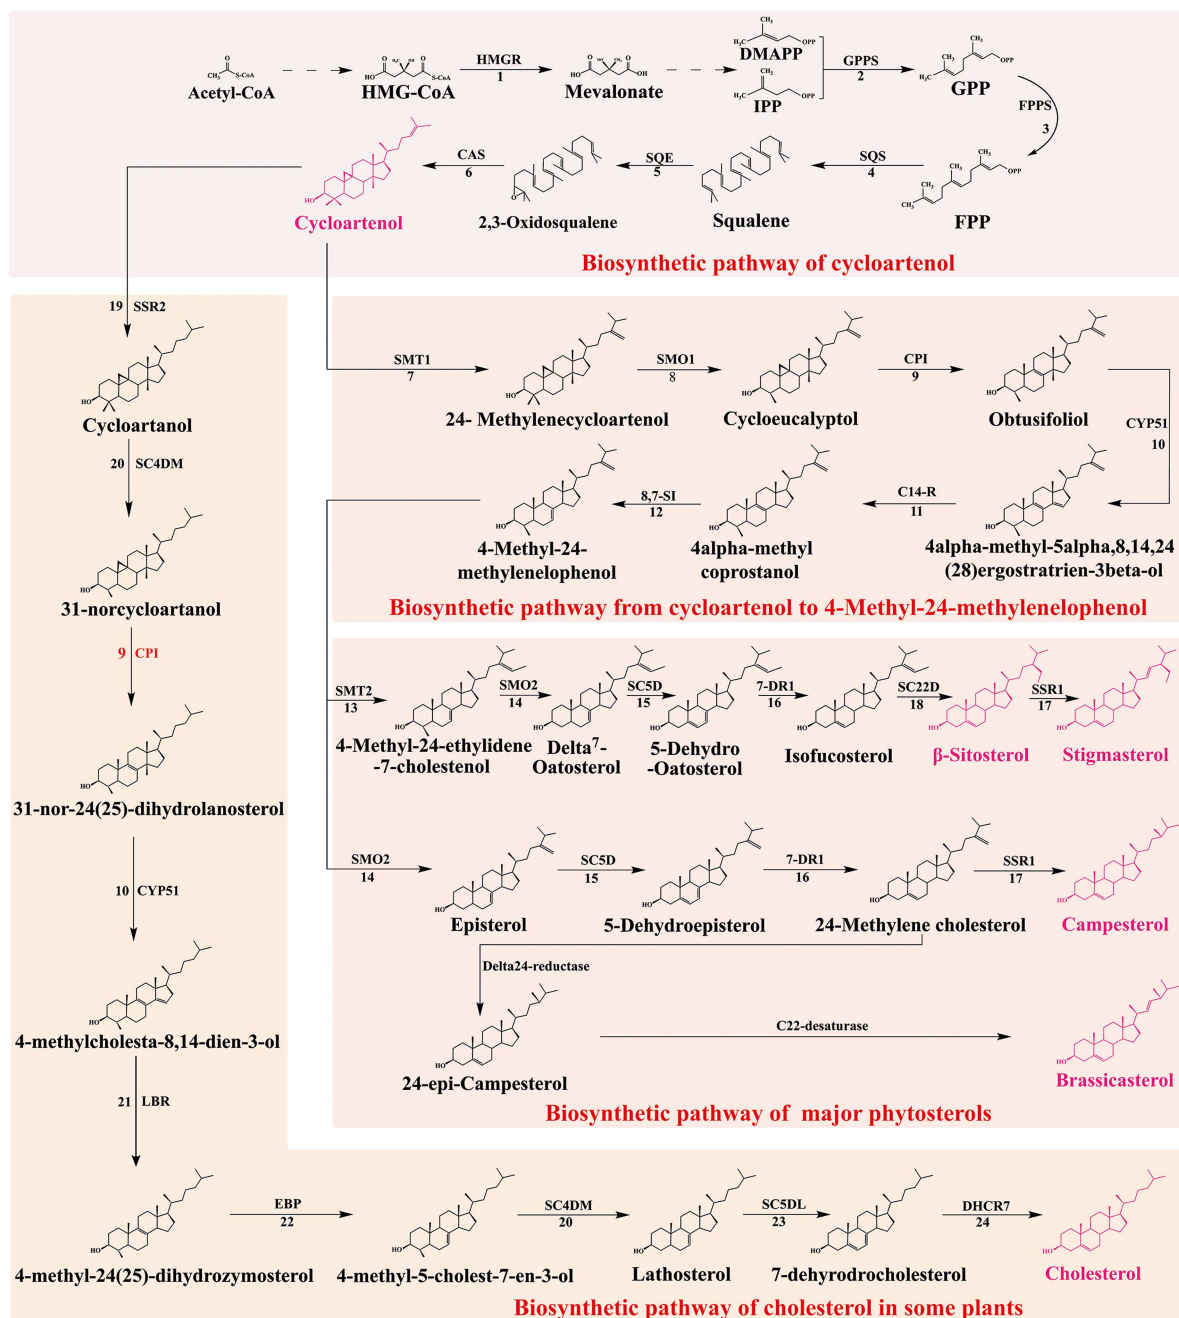 Acetyl-CoA
HMG-CoA
HMGR
1
Mevalonate
DMAPP
IPP
GPPS
2
GPP
FPPS
3
FPP
SQS
4
Squalene
SQE
5
2,3-Oxidosqualene
CAS
6
Cycloartenol
Biosynthetic pathway of cycloartenol
19 SSR2
Cycloartanol
20 SC4DM
31-norcycloartanol
9 CPI
31-nor-24(25)-dihydrolanosterol
10 CYP51
4-methylcholesta-8,14-dien-3-ol
21 LBR
SMT1
7
24- Methylenecycloartenol
SMO1
8
Cycloeucalyptol
CPI
9
Obtusifoliol
CYP51
10
4alpha-methyl-5alpha,8,14,24
(28)ergostratrien-3beta-ol
C14-R
11
4alpha-methyl
coprostanol
8,7-SI
12
4-Methyl-24-
methylenelophenol
Biosynthetic pathway from cycloartenol to 4-Methyl-24-methylenelophenol
SMT2
13
4-Methyl-24-ethylidene
-7-cholestenol
SMO2
14
Delta⁷-
Oatosterol
SC5D
15
5-Dehydro
-Oatosterol
7-DR1
16
Isofucosterol
SC22D
18
β-Sitosterol
SSR1
17
Stigmasterol
SMO2
14
Episterol
SC5D
15
5-Dehydroepisterol
7-DR1
16
24-Methylene cholesterol
SSR1
17
Campesterol
Delta24-reductase
24-epi-Campesterol
C22-desaturase
Brassicasterol
Biosynthetic pathway of major phytosterols
4-methyl-24(25)-dihydrozymosterol
EBP
22
4-methyl-5-cholest-7-en-3-ol
SC4DM
20
Lathosterol
SC5DL
23
7-dehyrodrocholesterol
DHCR7
24
Cholesterol
Biosynthetic pathway of cholesterol in some plants